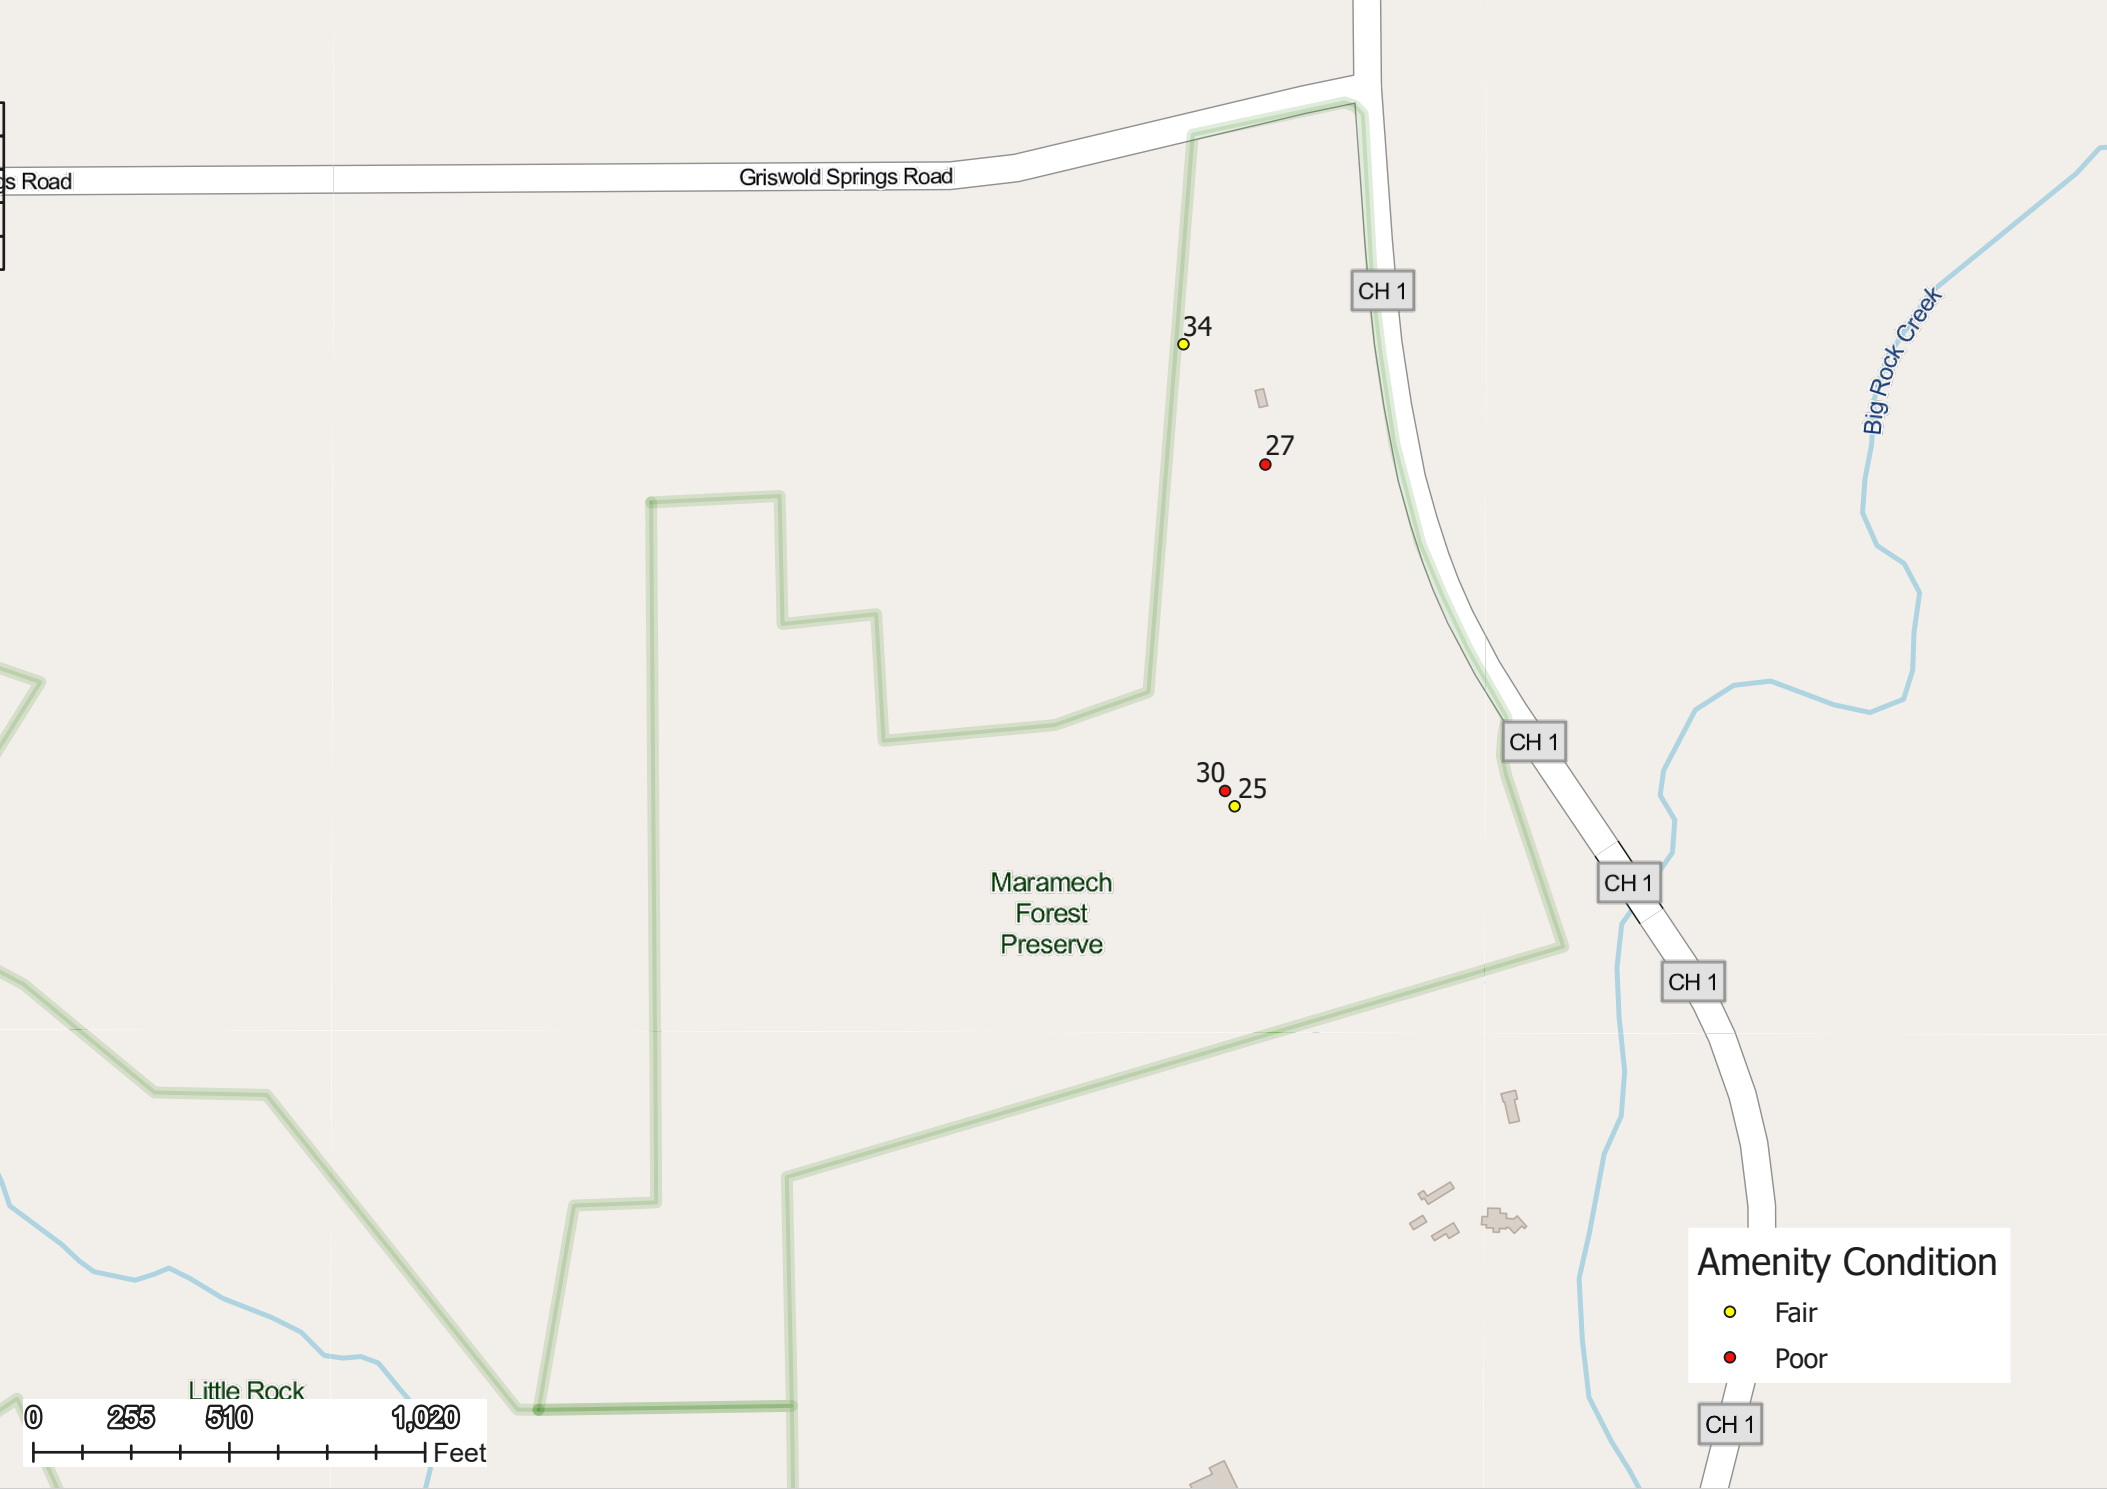 gs Road
Griswold Springs Road
CH 1
Big Rock Creek
34
27
CH 1
30
25
Maramech
Forest
Preserve
CH 1
CH 1
Amenity Condition
Fair
Poor
Little Rock
0 255 510 1,020
Feet
CH 1